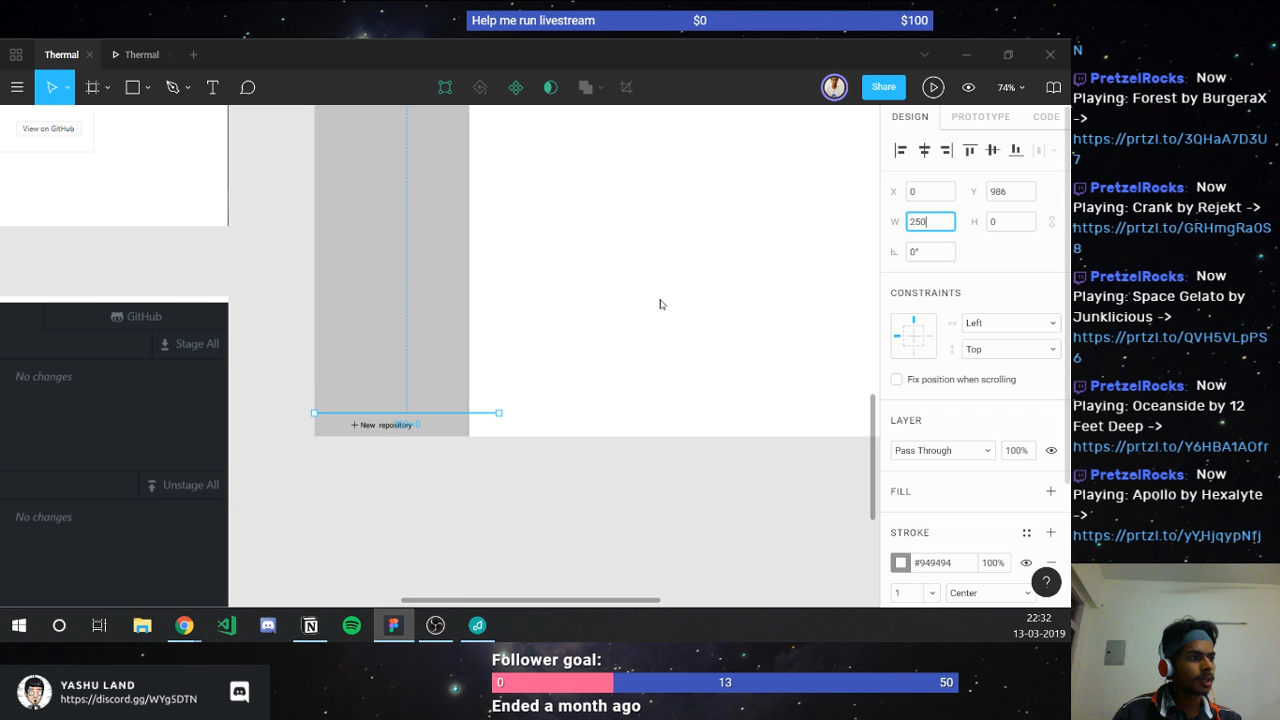 Help me run livestream $0 $100
Thermal
Thermal
Share
74%
View on GitHub
GitHub
Stage All
No changes
Unstage All
No changes
New repository
DESIGN PROTOTYPE CODE
X 0 Y 986
W 250 H 0
0°
CONSTRAINTS
Left
Top
Fix position when scrolling
LAYER
Pass Through 100%
FILL
STROKE
#949494 100%
1 Center
?
22:32
13-03-2019
N
PretzelRocks: Now
Playing: Forest by BurgeraX
->
https://prtzl.to/3QHaA7D3U
7
PretzelRocks: Now
Playing: Crank by Rejekt ->
https://prtzl.to/GRHmgRa0S
8
PretzelRocks: Now
Playing: Space Gelato by
Junklicious ->
https://prtzl.to/QVH5VLpPS
6
PretzelRocks: Now
Playing: Oceanside by 12
Feet Deep ->
https://prtzl.to/Y6HBA1A0fr
PretzelRocks: Now
Playing: Apollo by Hexalyte
->
https://prtzl.to/yYHjqypNfj
YASHU LAND
https://discord.gg/WYg5DTN
Follower goal:
0 13 50
Ended a month ago